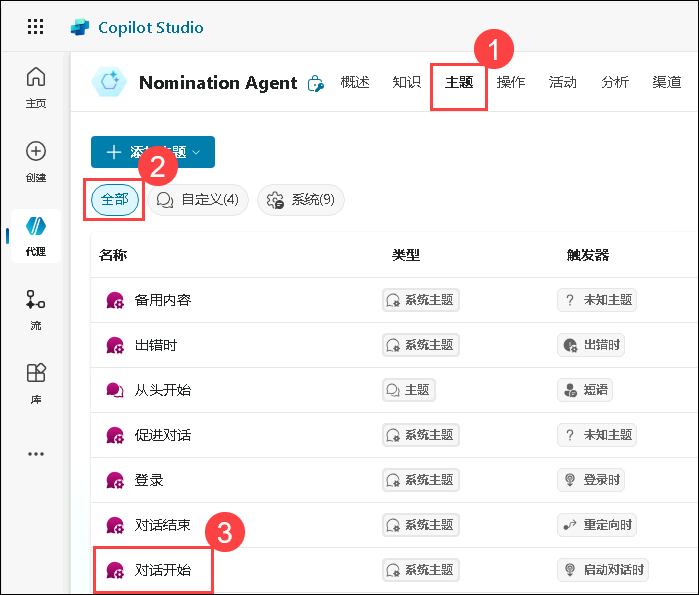 Copilot Studio
1
Nomination Agent 概述 知识 主题 操作 活动 分析 渠道
主页
2
创建
全部 自定义(4) 系统(9)
代理
名称 类型 触发器
备用内容 系统主题 ? 未知主题
流
出错时 系统主题 出错时
从头开始 主题 短语
库
促进对话 系统主题 ? 未知主题
登录 系统主题 登录时
对话结束 系统主题 重定向时
3
对话开始 系统主题 启动对话时